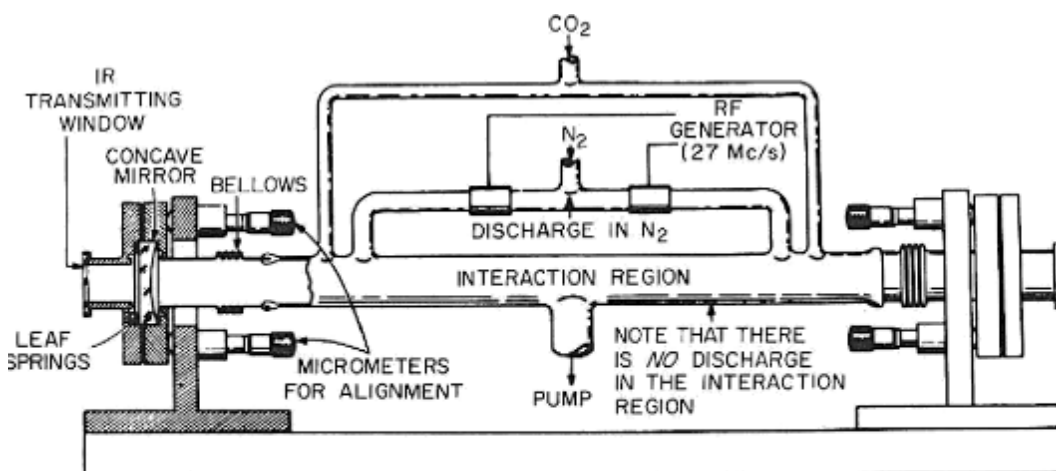 CO₂
IR
TRANSMITTING
WINDOW
CONCAVE
MIRROR
BELLOWS
N₂
RF
GENERATOR
(27 Mc/s)
DISCHARGE IN N₂
INTERACTION REGION
LEAF
SPRINGS
MICROMETERS
FOR ALIGNMENT
PUMP
NOTE THAT THERE
IS NO DISCHARGE
IN THE INTERACTION
REGION